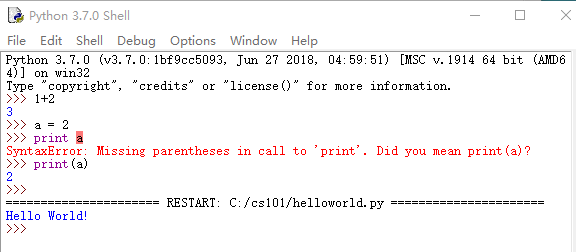 Python 3.7.0 Shell
File Edit Shell Debug Options Window Help
Python 3.7.0 (v3.7.0:1bf9cc5093, Jun 27 2018, 04:59:51) [MSC v.1914 64 bit (AMD6
4)] on win32
Type "copyright", "credits" or "license()" for more information.
>>> 1+2
3
>>> a = 2
>>> print a
SyntaxError: Missing parentheses in call to 'print'. Did you mean print(a)?
>>> print(a)
2
>>>
====================== RESTART: C:/cs101/helloworld.py ======================
Hello World!
>>>